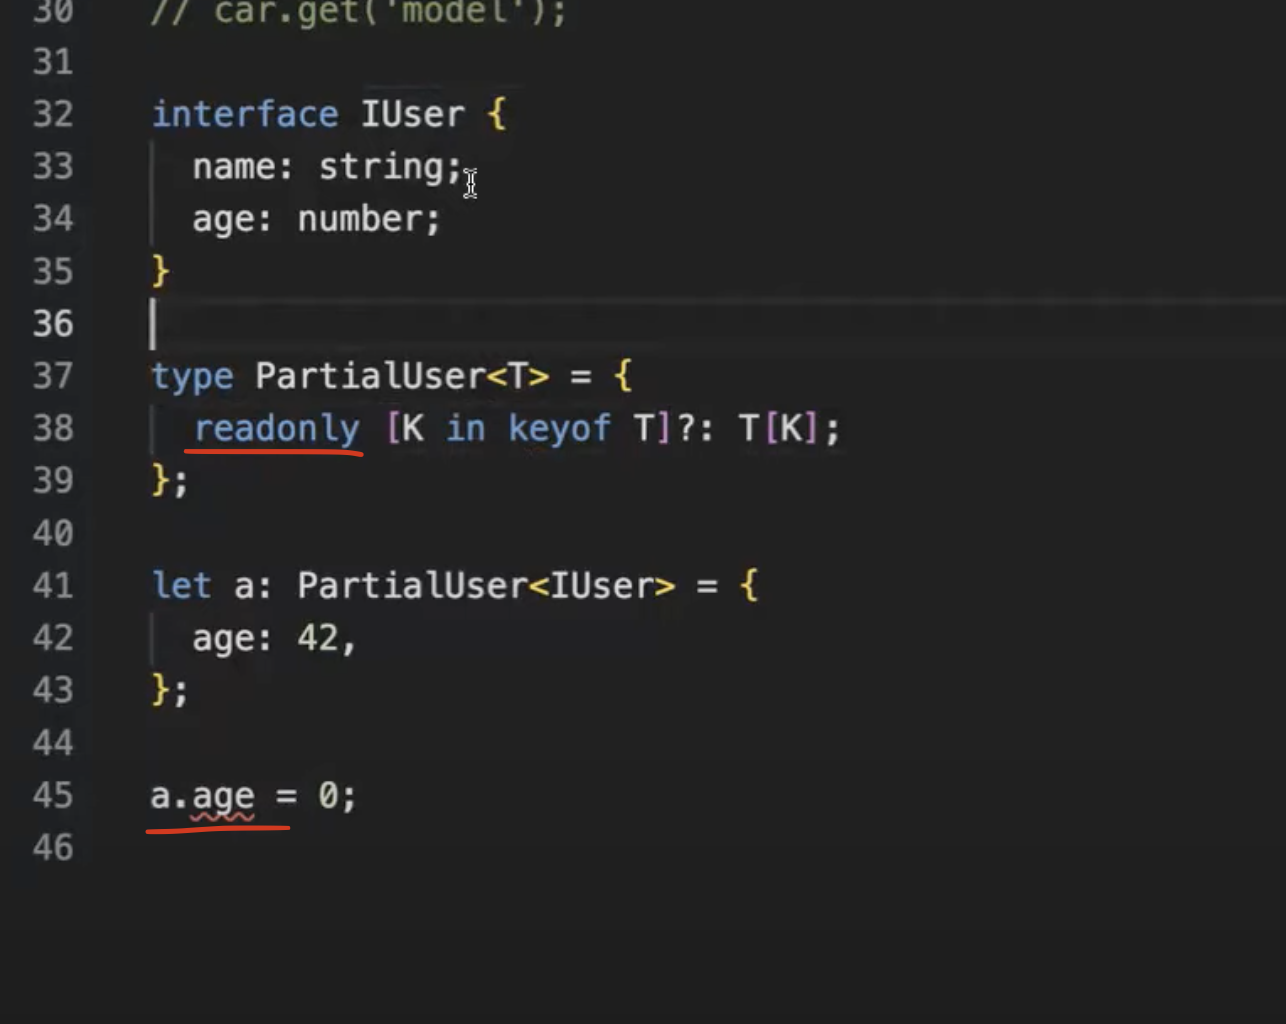 30 // car.get('model');
31
32 interface IUser {
33 name: string;
34 age: number;
35 }
36
37 type PartialUser<T> = {
38 readonly [K in keyof T]?: T[K];
39 };
40
41 let a: PartialUser<IUser> = {
42 age: 42,
43 };
44
45 a.age = 0;
46